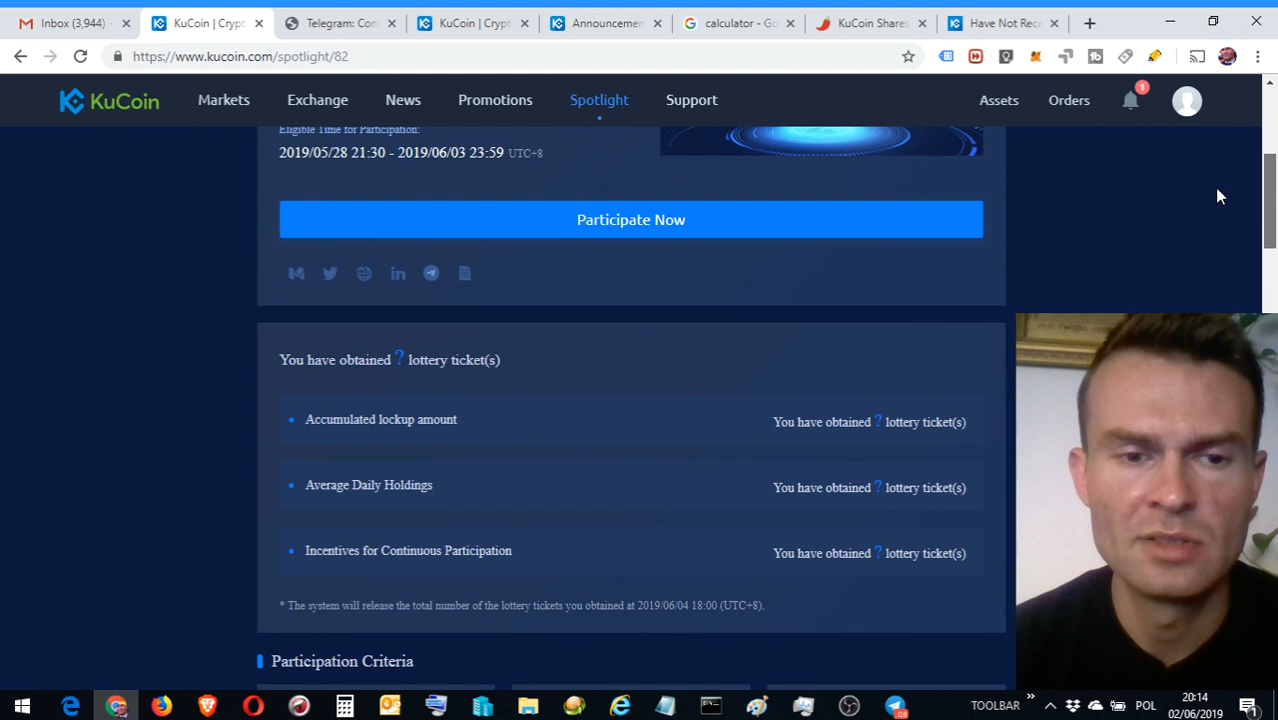 Inbox (3,944)
KuCoin | Crypt
Telegram: Con
KuCoin | Crypt
Announcemen
calculator - Go
KuCoin Shares
Have Not Rece
https://www.kucoin.com/spotlight/82
KuCoin
Markets
Exchange
News
Promotions
Spotlight
Support
Assets
Orders
1
Eligible Time for Participation:
2019/05/28 21:30 - 2019/06/03 23:59 UTC+8
Participate Now
You have obtained ? lottery ticket(s)
Accumulated lockup amount
You have obtained ? lottery ticket(s)
Average Daily Holdings
You have obtained ? lottery ticket(s)
Incentives for Continuous Participation
You have obtained ? lottery ticket(s)
* The system will release the total number of the lottery tickets you obtained at 2019/06/04 18:00 (UTC+8).
Participation Criteria
TOOLBAR
POL
20:14
02/06/2019